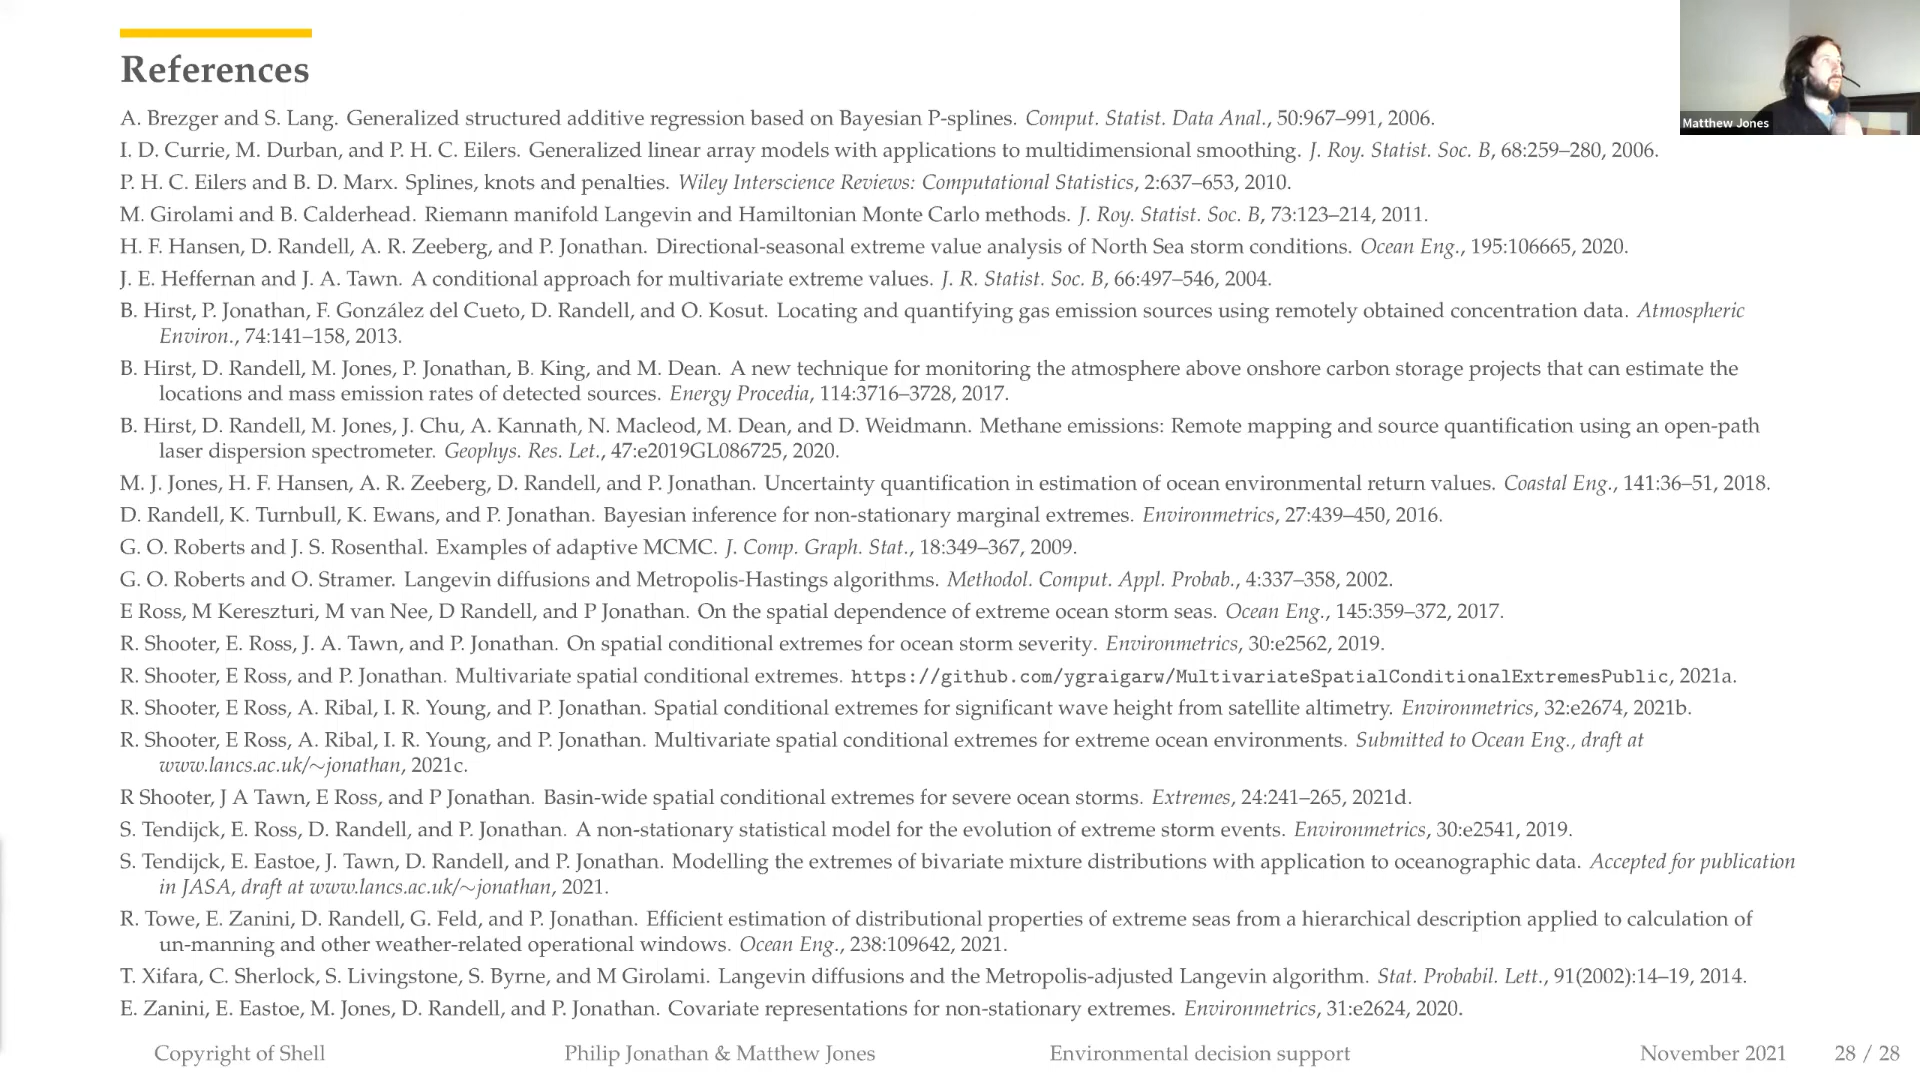 References
Matthew Jones
A. Brezger and S. Lang. Generalized structured additive regression based on Bayesian P-splines. Comput. Statist. Data Anal., 50:967–991, 2006.
I. D. Currie, M. Durban, and P. H. C. Eilers. Generalized linear array models with applications to multidimensional smoothing. J. Roy. Statist. Soc. B, 68:259–280, 2006.
P. H. C. Eilers and B. D. Marx. Splines, knots and penalties. Wiley Interscience Reviews: Computational Statistics, 2:637–653, 2010.
M. Girolami and B. Calderhead. Riemann manifold Langevin and Hamiltonian Monte Carlo methods. J. Roy. Statist. Soc. B, 73:123–214, 2011.
H. F. Hansen, D. Randell, A. R. Zeeberg, and P. Jonathan. Directional-seasonal extreme value analysis of North Sea storm conditions. Ocean Eng., 195:106665, 2020.
J. E. Heffernan and J. A. Tawn. A conditional approach for multivariate extreme values. J. R. Statist. Soc. B, 66:497–546, 2004.
B. Hirst, P. Jonathan, F. González del Cueto, D. Randell, and O. Kosut. Locating and quantifying gas emission sources using remotely obtained concentration data. Atmospheric
Environ., 74:141–158, 2013.
B. Hirst, D. Randell, M. Jones, P. Jonathan, B. King, and M. Dean. A new technique for monitoring the atmosphere above onshore carbon storage projects that can estimate the
locations and mass emission rates of detected sources. Energy Procedia, 114:3716–3728, 2017.
B. Hirst, D. Randell, M. Jones, J. Chu, A. Kannath, N. Macleod, M. Dean, and D. Weidmann. Methane emissions: Remote mapping and source quantification using an open-path
laser dispersion spectrometer. Geophys. Res. Let., 47:e2019GL086725, 2020.
M. J. Jones, H. F. Hansen, A. R. Zeeberg, D. Randell, and P. Jonathan. Uncertainty quantification in estimation of ocean environmental return values. Coastal Eng., 141:36–51, 2018.
D. Randell, K. Turnbull, K. Ewans, and P. Jonathan. Bayesian inference for non-stationary marginal extremes. Environmetrics, 27:439–450, 2016.
G. O. Roberts and J. S. Rosenthal. Examples of adaptive MCMC. J. Comp. Graph. Stat., 18:349–367, 2009.
G. O. Roberts and O. Stramer. Langevin diffusions and Metropolis-Hastings algorithms. Methodol. Comput. Appl. Probab., 4:337–358, 2002.
E Ross, M Kereszturi, M van Nee, D Randell, and P Jonathan. On the spatial dependence of extreme ocean storm seas. Ocean Eng., 145:359–372, 2017.
R. Shooter, E. Ross, J. A. Tawn, and P. Jonathan. On spatial conditional extremes for ocean storm severity. Environmetrics, 30:e2562, 2019.
R. Shooter, E Ross, and P. Jonathan. Multivariate spatial conditional extremes. https://github.com/ygraigarw/MultivariateSpatialConditionalExtremesPublic, 2021a.
R. Shooter, E Ross, A. Ribal, I. R. Young, and P. Jonathan. Spatial conditional extremes for significant wave height from satellite altimetry. Environmetrics, 32:e2674, 2021b.
R. Shooter, E Ross, A. Ribal, I. R. Young, and P. Jonathan. Multivariate spatial conditional extremes for extreme ocean environments. Submitted to Ocean Eng., draft at
www.lancs.ac.uk/∼jonathan, 2021c.
R Shooter, J A Tawn, E Ross, and P Jonathan. Basin-wide spatial conditional extremes for severe ocean storms. Extremes, 24:241–265, 2021d.
S. Tendijck, E. Ross, D. Randell, and P. Jonathan. A non-stationary statistical model for the evolution of extreme storm events. Environmetrics, 30:e2541, 2019.
S. Tendijck, E. Eastoe, J. Tawn, D. Randell, and P. Jonathan. Modelling the extremes of bivariate mixture distributions with application to oceanographic data. Accepted for publication
in JASA, draft at www.lancs.ac.uk/∼jonathan, 2021.
R. Towe, E. Zanini, D. Randell, G. Feld, and P. Jonathan. Efficient estimation of distributional properties of extreme seas from a hierarchical description applied to calculation of
un-manning and other weather-related operational windows. Ocean Eng., 238:109642, 2021.
T. Xifara, C. Sherlock, S. Livingstone, S. Byrne, and M Girolami. Langevin diffusions and the Metropolis-adjusted Langevin algorithm. Stat. Probabil. Lett., 91(2002):14–19, 2014.
E. Zanini, E. Eastoe, M. Jones, D. Randell, and P. Jonathan. Covariate representations for non-stationary extremes. Environmetrics, 31:e2624, 2020.
Copyright of Shell Philip Jonathan & Matthew Jones Environmental decision support November 2021 28 / 28